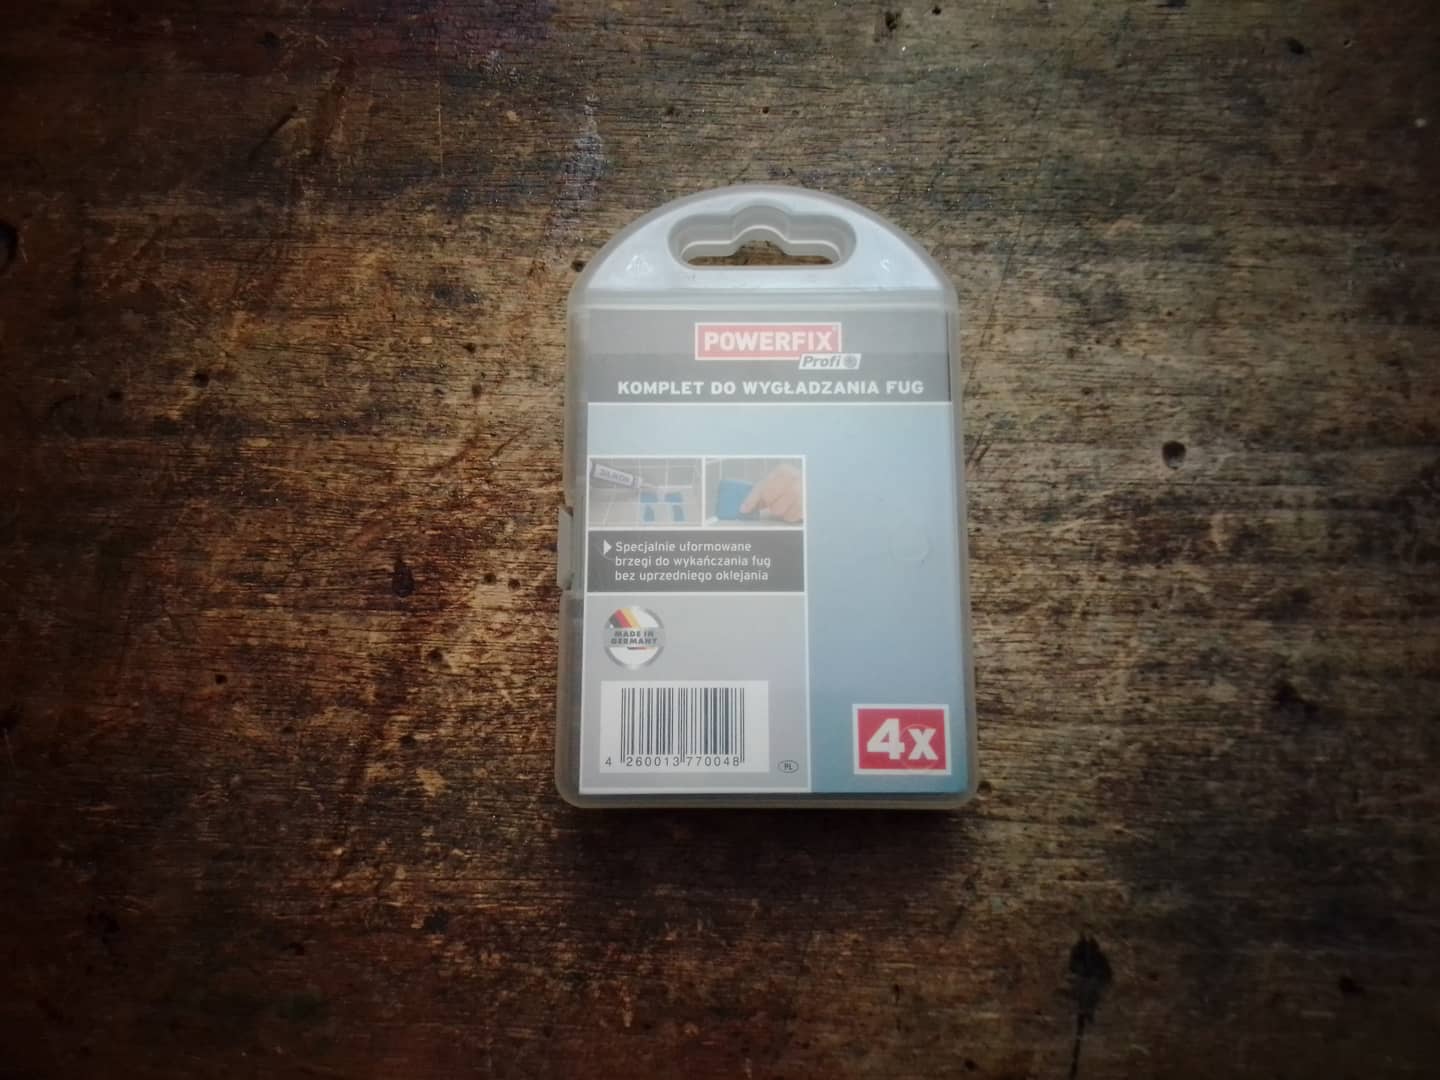 POWERFIX®
Profi
KOMPLET DO WYGŁADZANIA FUG
SILIKON
Specjalnie uformowane
brzegi do wykańczania fug
bez uprzedniego oklejania
MADE IN
GERMANY
4 260013 770048
PL
4x